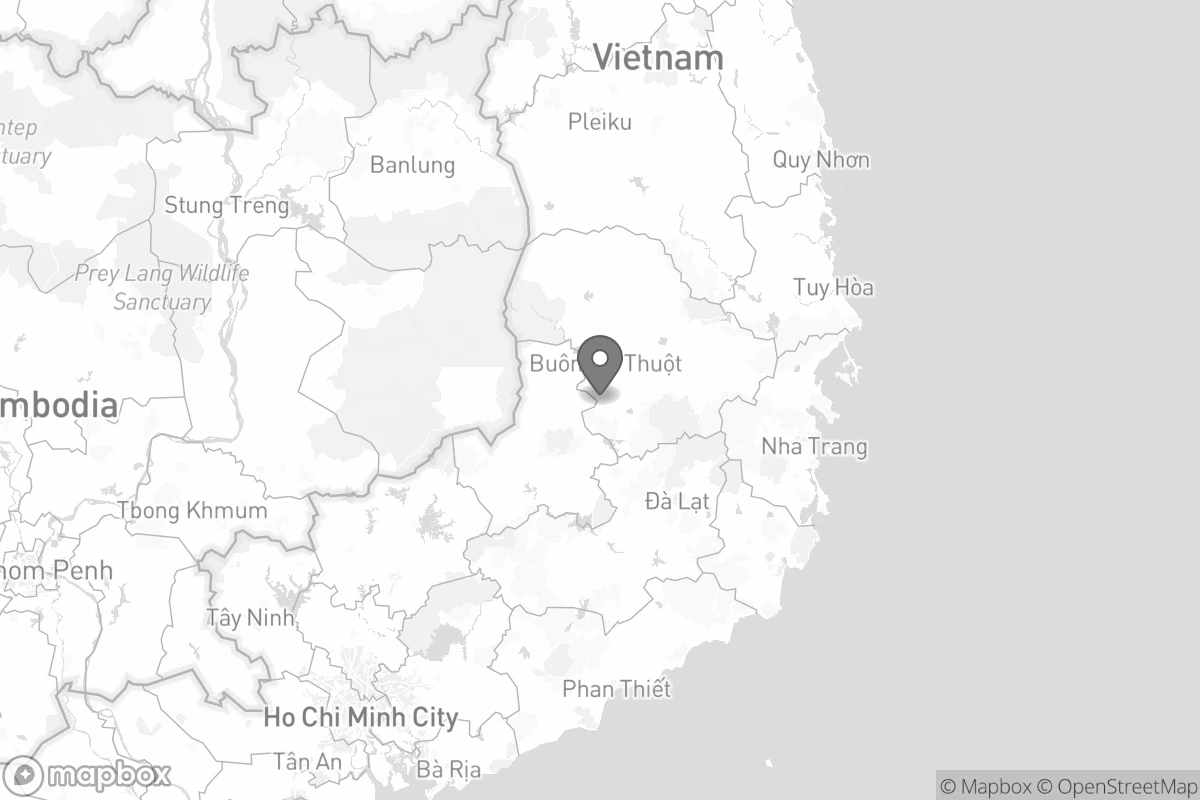 Vietnam
Pleiku
ntep
ctuary
Quy Nhơn
Banlung
Stung Treng
Prey Lang Wildlife
Sanctuary
Tuy Hòa
Buôn
Thuột
mbodia
Nha Trang
Đà Lạt
Tbong Khmum
nom Penh
Tây Ninh
Phan Thiết
Ho Chi Minh City
Tân An
Bà Rịa
mapbox
© Mapbox © OpenStreetMap